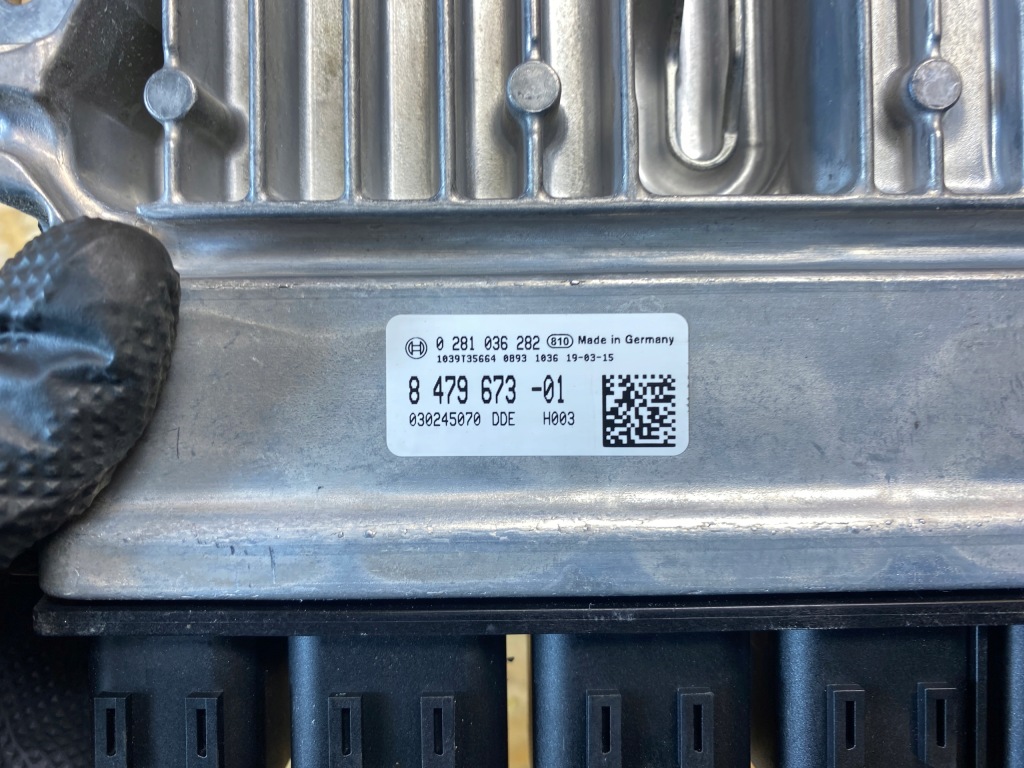 0 281 036 282 810 Made in Germany
1039T35664 0893 1036 19-03-15
8 479 673 -01
030245070 DDE H003